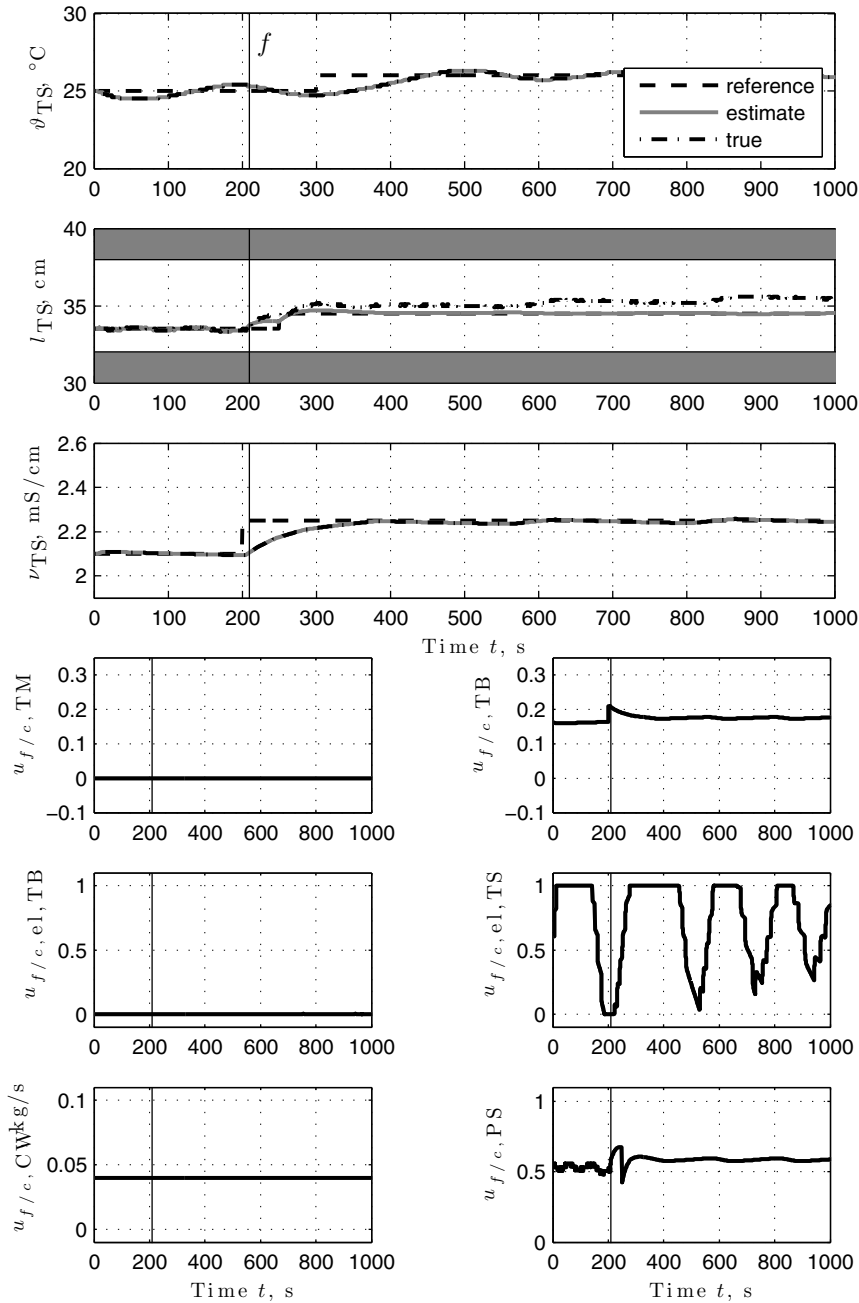 ϑTS, °C
30
25
20
f
reference
estimate
true
0 100 200 300 400 500 600 700 800 900 1000
lTS, cm
40
35
30
0 100 200 300 400 500 600 700 800 900 1000
νTS, mS/cm
2.6
2.4
2.2
2
0 100 200 300 400 500 600 700 800 900 1000
Time t, s
uf/c, TM
0.3
0.2
0.1
0
−0.1
0 200 400 600 800 1000
uf/c, TB
0.3
0.2
0.1
0
−0.1
0 200 400 600 800 1000
uf/c, el, TB
1
0.5
0
0 200 400 600 800 1000
uf/c, el, TS
1
0.5
0
0 200 400 600 800 1000
uf/c, CWkg/s
0.1
0.05
0
0 200 400 600 800 1000
Time t, s
uf/c, PS
1
0.5
0
0 200 400 600 800 1000
Time t, s